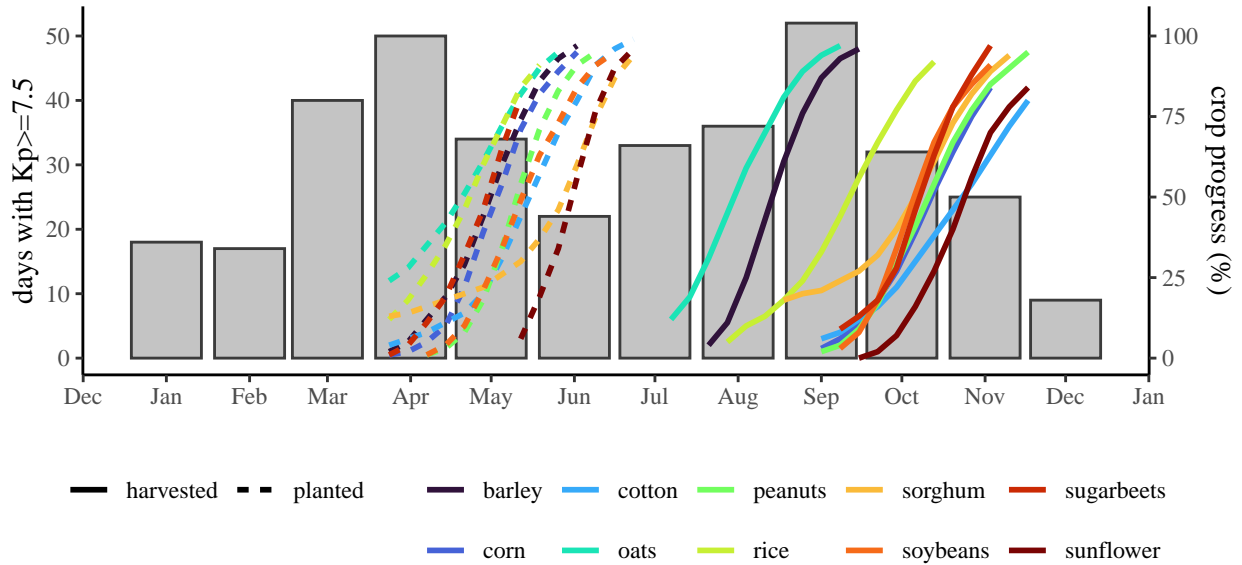 days with Kp>=7.5
50
40
30
20
10
0
100
75
50
25
0
crop progress (%)
Dec Jan Feb Mar Apr May Jun Jul Aug Sep Oct Nov Dec Jan
harvested planted barley cotton peanuts sorghum sugarbeets
corn oats rice soybeans sunflower